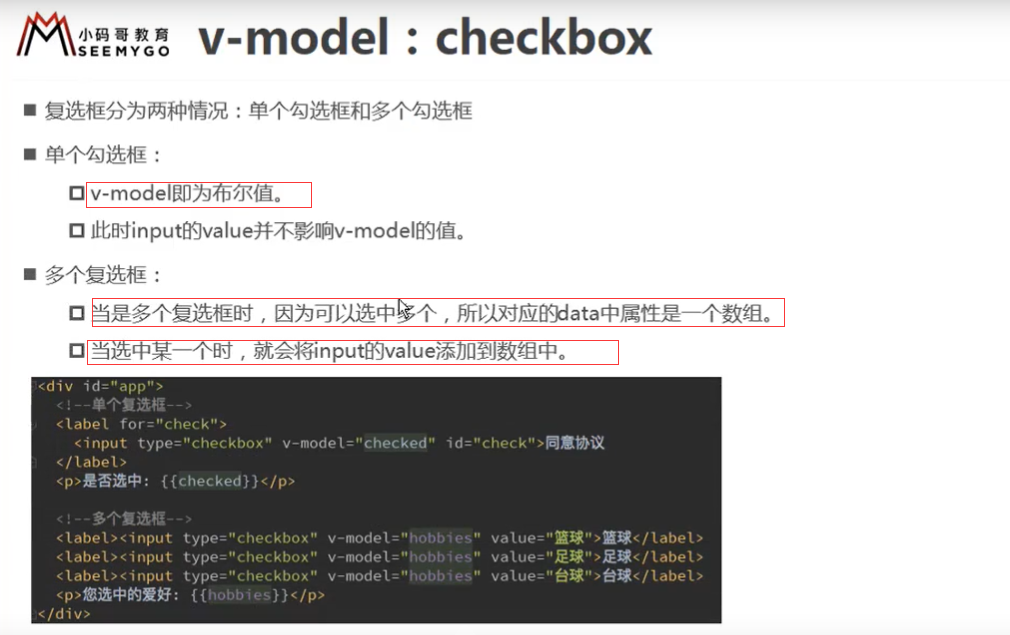 小码哥教育
SEEMYGO
v-model：checkbox
复选框分为两种情况：单个勾选框和多个勾选框
单个勾选框：
v-model即为布尔值。
此时input的value并不影响v-model的值。
多个复选框：
当是多个复选框时，因为可以选中多个，所以对应的data中属性是一个数组。
当选中某一个时，就会将input的value添加到数组中。
<div id="app">
<!--单个复选框-->
<label for="check">
<input type="checkbox" v-model="checked" id="check">同意协议
</label>
<p>是否选中: {{checked}}</p>
<!--多个复选框-->
<label><input type="checkbox" v-model="hobbies" value="篮球">篮球</label>
<label><input type="checkbox" v-model="hobbies" value="足球">足球</label>
<label><input type="checkbox" v-model="hobbies" value="台球">台球</label>
<p>您选中的爱好: {{hobbies}}</p>
</div>